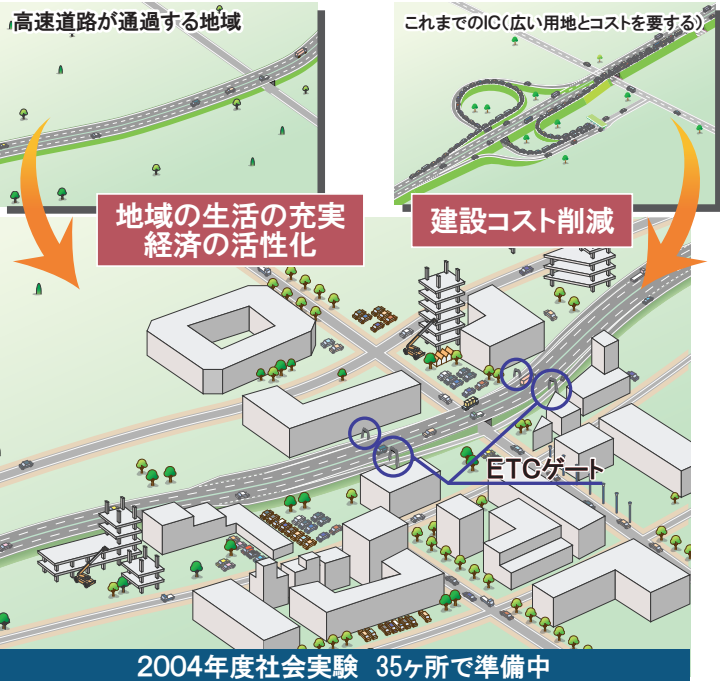 高速道路が通過する地域
これまでのIC(広い用地とコストを要する)
地域の生活の充実
経済の活性化
建設コスト削減
ETCゲート
2004年度社会実験 35ヶ所で準備中